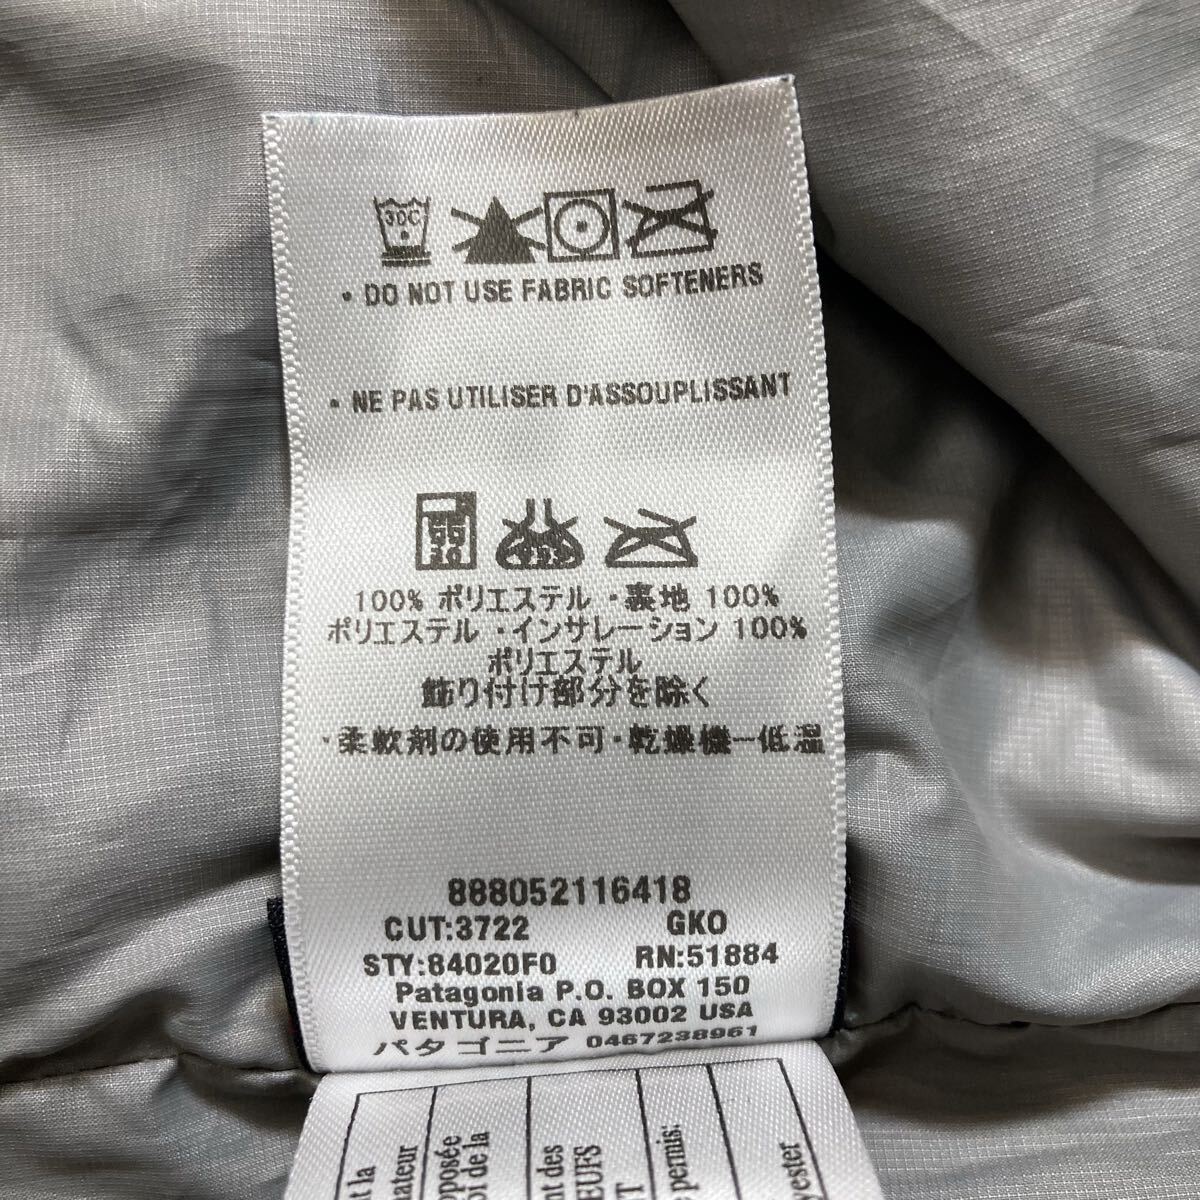 30C
• DO NOT USE FABRIC SOFTENERS
• NE PAS UTILISER D'ASSOUPLISSANT
30
100% ポリエステル ・裏地 100%
ポリエステル ・インサレーション 100%
ポリエステル
飾り付け部分を除く
・柔軟剤の使用不可・乾燥機ー低温
888052116418
CUT:3722 GKO
STY:84020F0 RN:51884
Patagonia P.O. BOX 150
VENTURA, CA 93002 USA
パタゴニア 0467238961